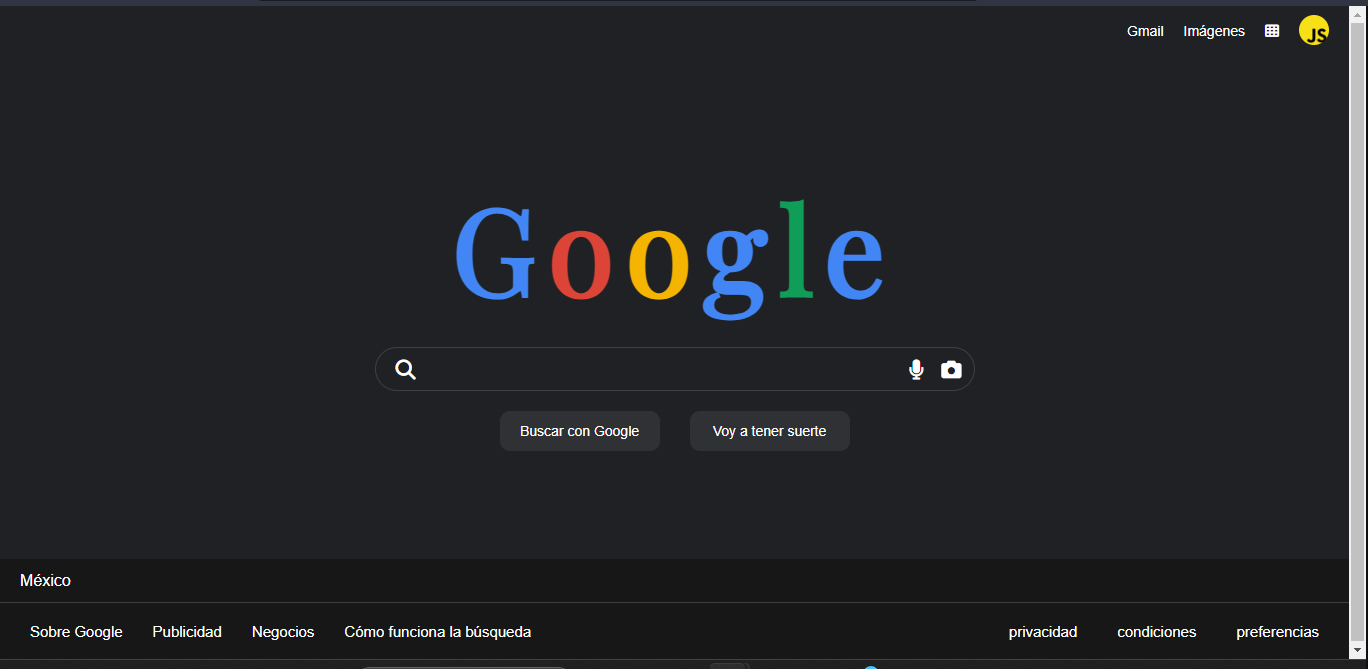 Gmail Imágenes JS
Google
Buscar con Google Voy a tener suerte
México
Sobre Google Publicidad Negocios Cómo funciona la búsqueda privacidad condiciones preferencias